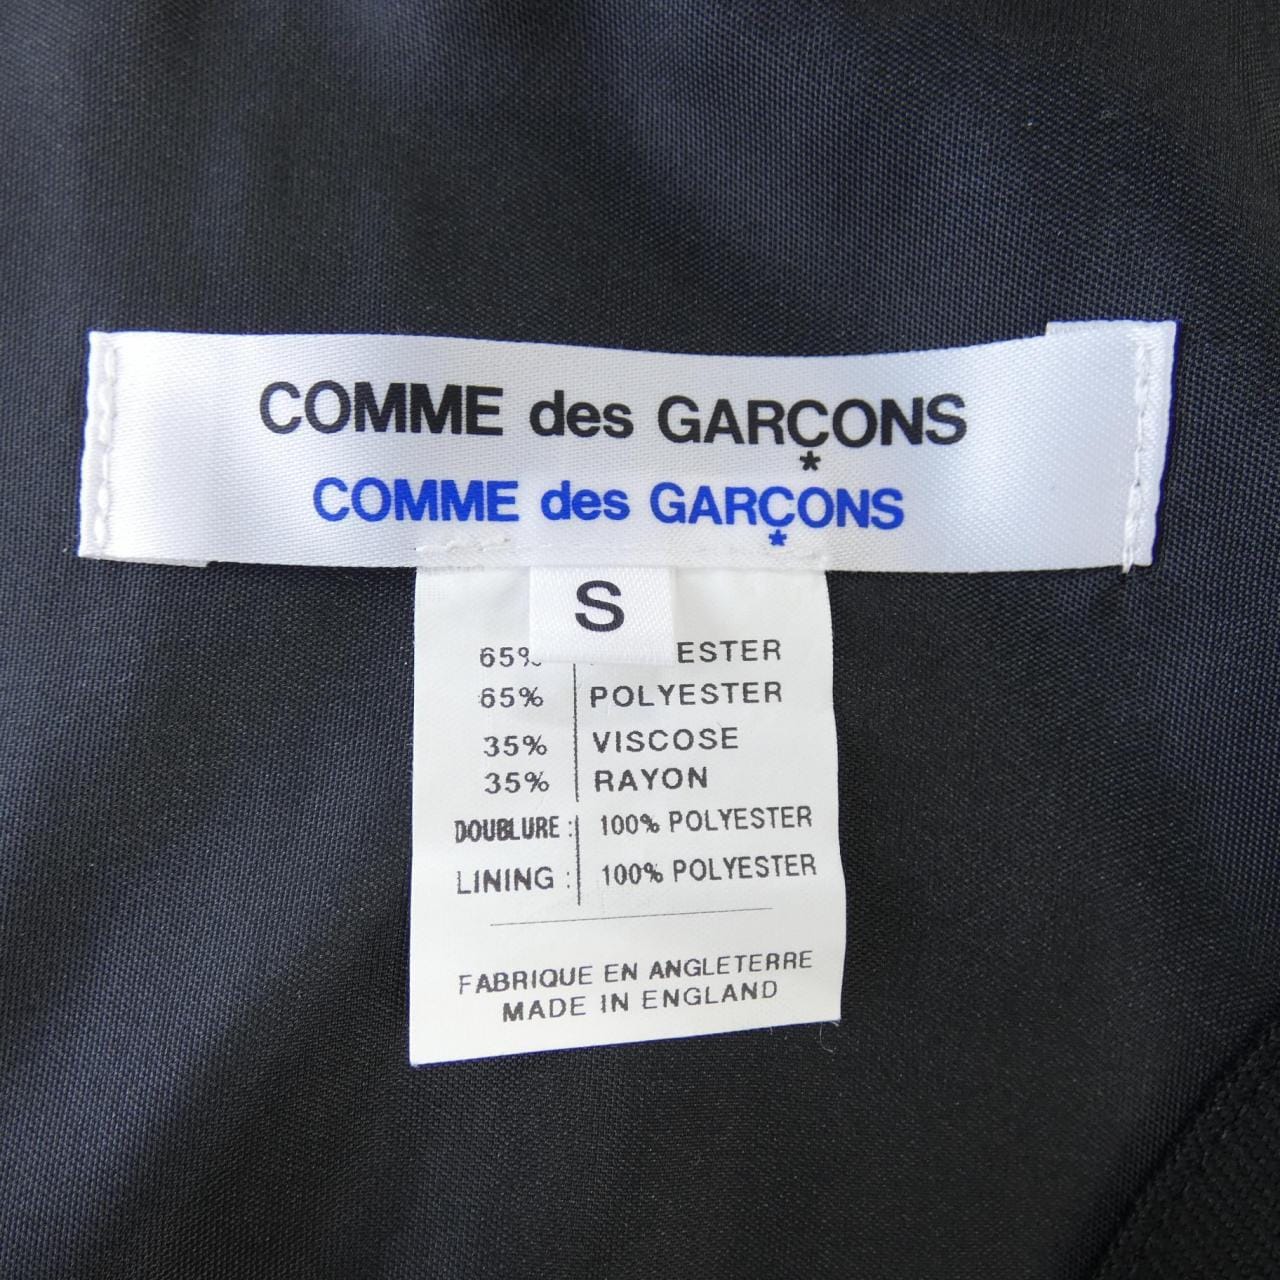 COMME des GARÇONS
*
COMME des GARÇONS
*
S
65% ESTER
65% POLYESTER
35% VISCOSE
35% RAYON
DOUBLURE : 100% POLYESTER
LINING : 100% POLYESTER
FABRIQUE EN ANGLETERRE
MADE IN ENGLAND